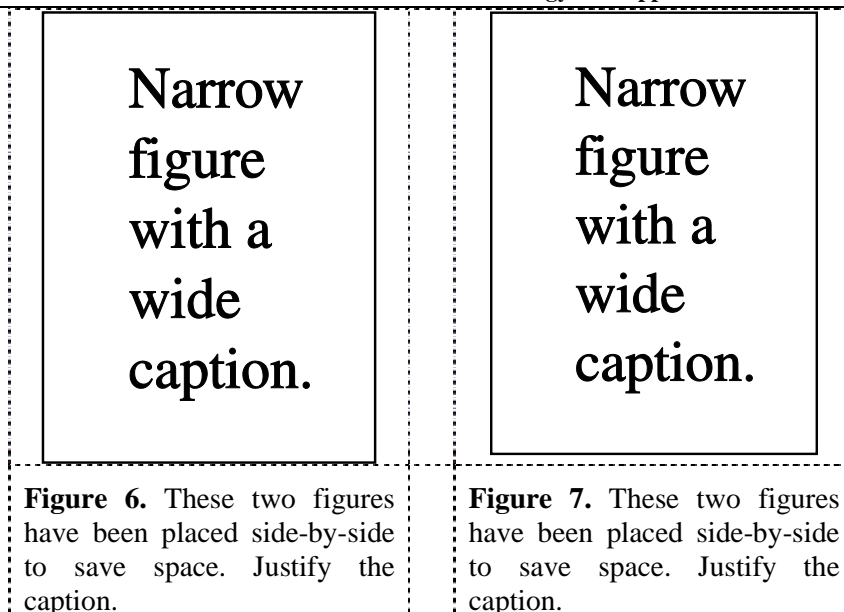 Narrow
figure
with a
wide
caption.
Narrow
figure
with a
wide
caption.
Figure 6. These two figures
have been placed side-by-side
to save space. Justify the
caption.
Figure 7. These two figures
have been placed side-by-side
to save space. Justify the
caption.